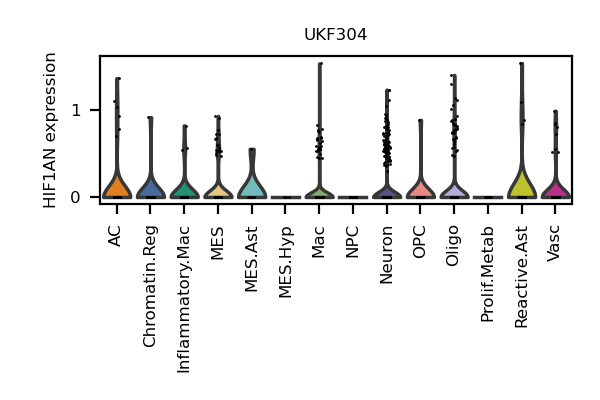 UKF304
HIF1AN expression
1
0
AC
Chromatin.Reg
Inflammatory.Mac
MES
MES.Ast
MES.Hyp
Mac
NPC
Neuron
OPC
Oligo
Prolif.Metab
Reactive.Ast
Vasc